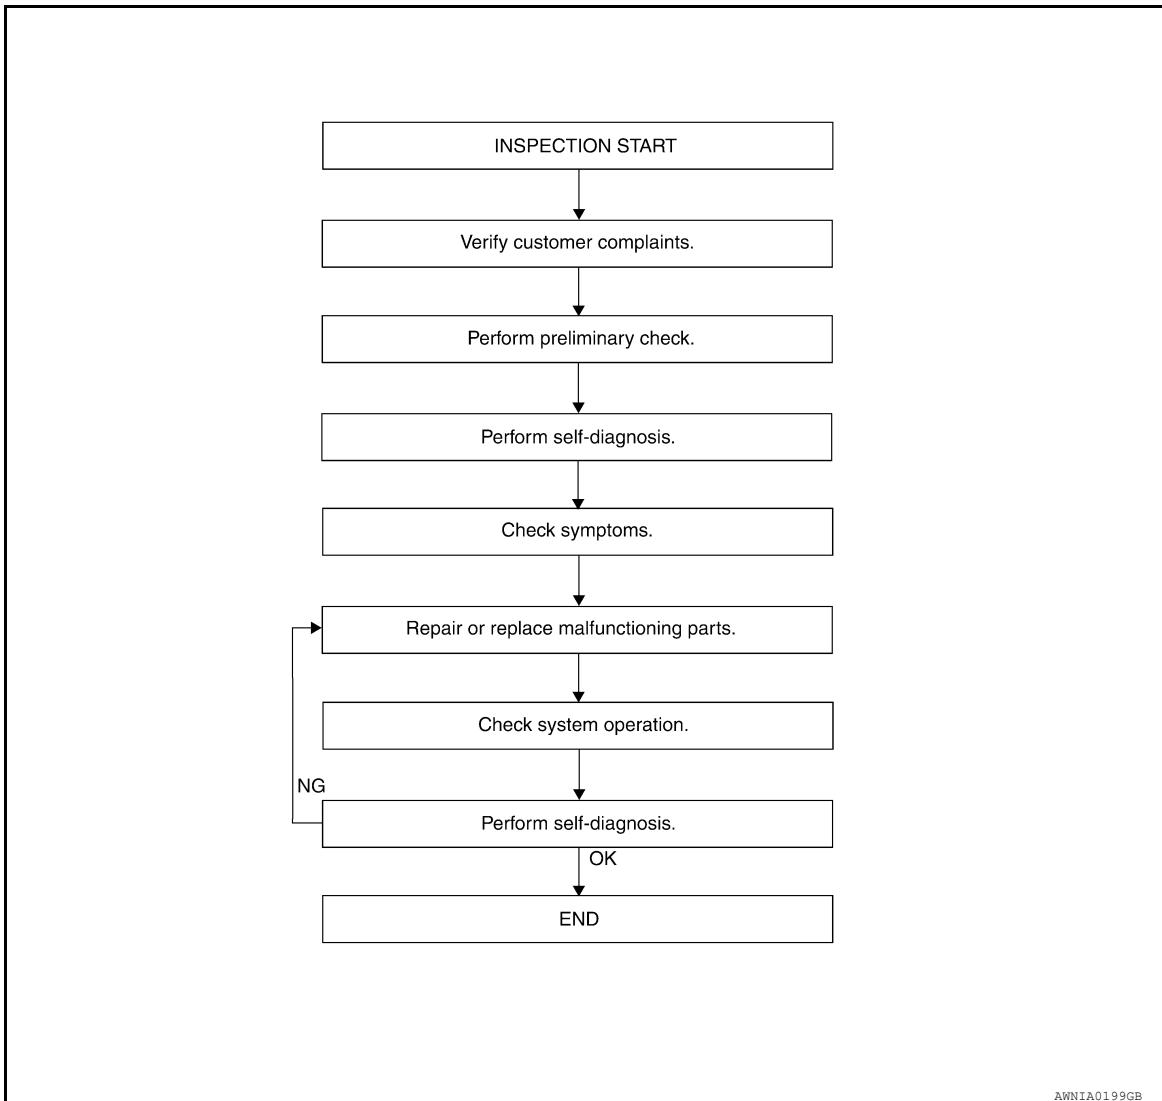 INSPECTION START
Verify customer complaints.
Perform preliminary check.
Perform self-diagnosis.
Check symptoms.
Repair or replace malfunctioning parts.
Check system operation.
NG
Perform self-diagnosis.
OK
END
AWNIA0199GB